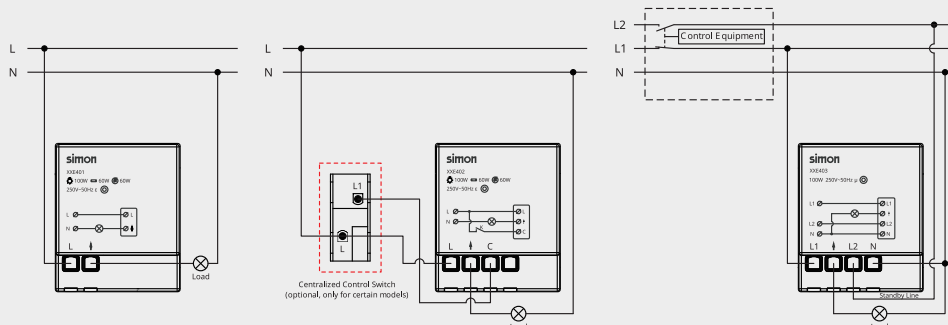 L
N
simon
XXE401
100W 60W 60W
250V~50Hz ε
L
L
N
L
Load
L
N
L1
L
Centralized Control Switch
(optional, only for certain models)
simon
XXE402
100W 60W 60W
250V~50Hz ε
L
L
N
K
C
L
C
L2
Control Equipment
L1
N
simon
XXE403
100W 250V~50Hz μ
L1
L1
L2
L2
N
N
L1
L2
N
Standby Line